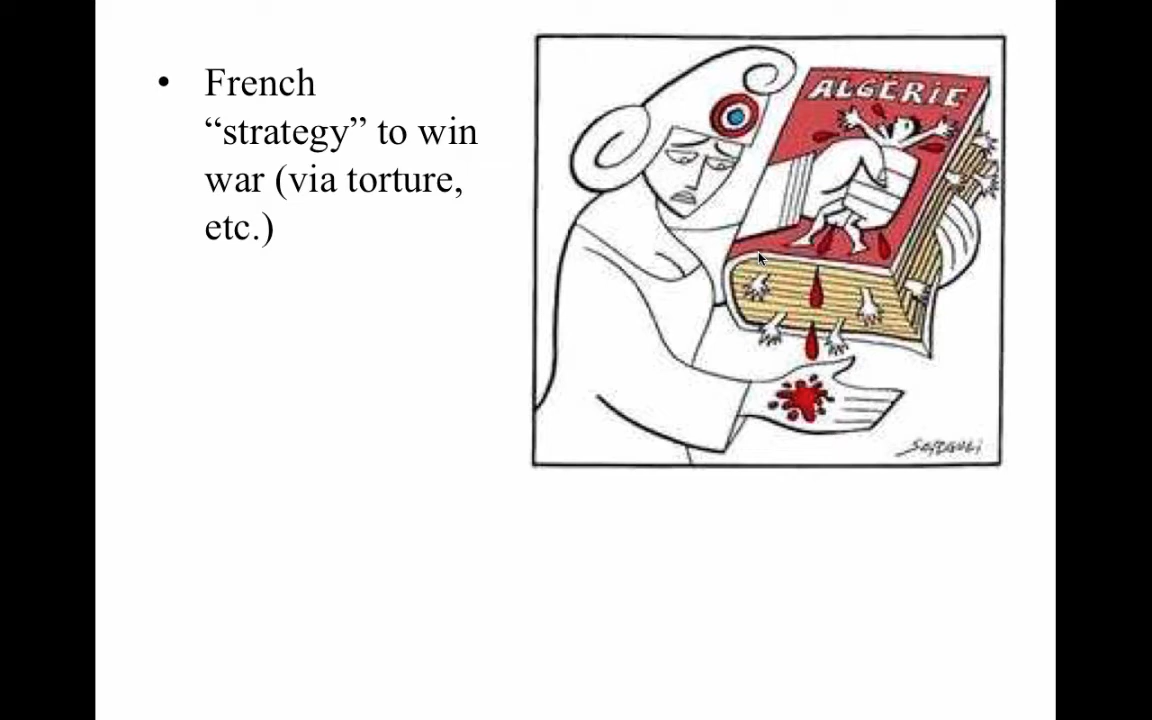 • French
“strategy” to win
war (via torture,
etc.)
ALGÉRIE